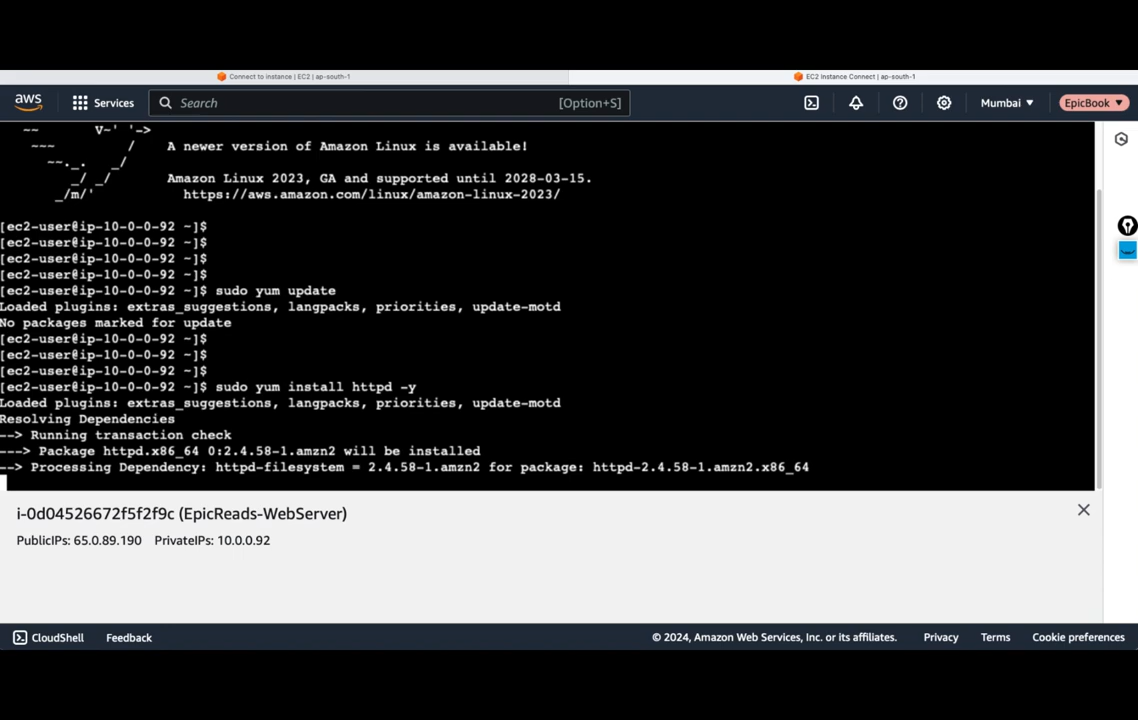 Connect to instance | EC2 | ap-south-1
EC2 Instance Connect | ap-south-1
aws Services Search [Option+S] Mumbai EpicBook
~~ V~' '->
~~~ / A newer version of Amazon Linux is available!
~~._. _/
_/ _/ Amazon Linux 2023, GA and supported until 2028-03-15.
_/m/' https://aws.amazon.com/linux/amazon-linux-2023/
[ec2-user@ip-10-0-0-92 ~]$
[ec2-user@ip-10-0-0-92 ~]$
[ec2-user@ip-10-0-0-92 ~]$
[ec2-user@ip-10-0-0-92 ~]$
[ec2-user@ip-10-0-0-92 ~]$ sudo yum update
Loaded plugins: extras_suggestions, langpacks, priorities, update-motd
No packages marked for update
[ec2-user@ip-10-0-0-92 ~]$
[ec2-user@ip-10-0-0-92 ~]$
[ec2-user@ip-10-0-0-92 ~]$
[ec2-user@ip-10-0-0-92 ~]$ sudo yum install httpd -y
Loaded plugins: extras_suggestions, langpacks, priorities, update-motd
Resolving Dependencies
--> Running transaction check
---> Package httpd.x86_64 0:2.4.58-1.amzn2 will be installed
--> Processing Dependency: httpd-filesystem = 2.4.58-1.amzn2 for package: httpd-2.4.58-1.amzn2.x86_64
i-0d04526672f5f2f9c (EpicReads-WebServer)
PublicIPs: 65.0.89.190 PrivateIPs: 10.0.0.92
CloudShell Feedback © 2024, Amazon Web Services, Inc. or its affiliates. Privacy Terms Cookie preferences